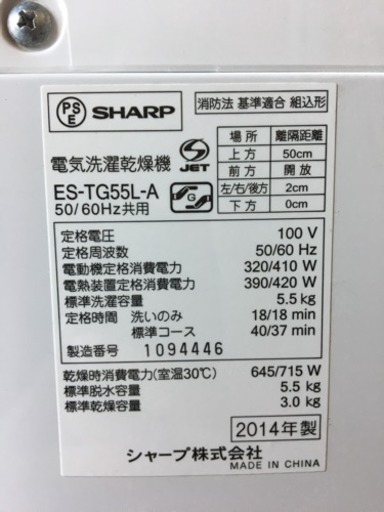 PS
E
SHARP
消防法 基準適合 組込形
場所 離隔距離
上方 50cm
前方 開放
左/右/後方 2cm
下方 0cm
電気洗濯乾燥機
S JET
ES-TG55L-A
50/60Hz共用
G
定格電圧 100 V
定格周波数 50/60 Hz
電動機定格消費電力 320/410 W
電熱装置定格消費電力 390/420 W
標準洗濯容量 5.5 kg
定格時間 洗いのみ 18/18 min
標準コース 40/37 min
製造番号 1094446
乾燥時消費電力(室温30℃) 645/715 W
標準脱水容量 5.5 kg
標準乾燥容量 3.0 kg
2014年製
シャープ株式会社
MADE IN CHINA